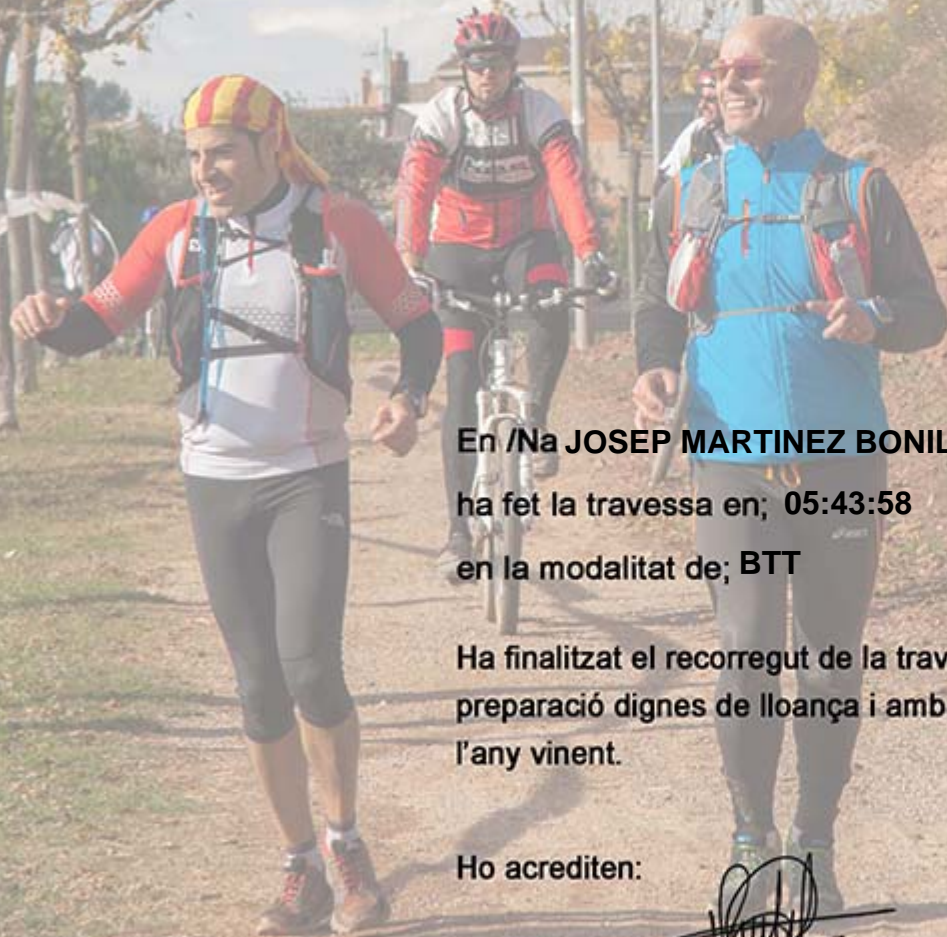 En /Na JOSEP MARTINEZ BONIL
ha fet la travessa en; 05:43:58
en la modalitat de; BTT
Ha finalitzat el recorregut de la trav
preparació dignes de lloança i amb
l'any vinent.
Ho acrediten: